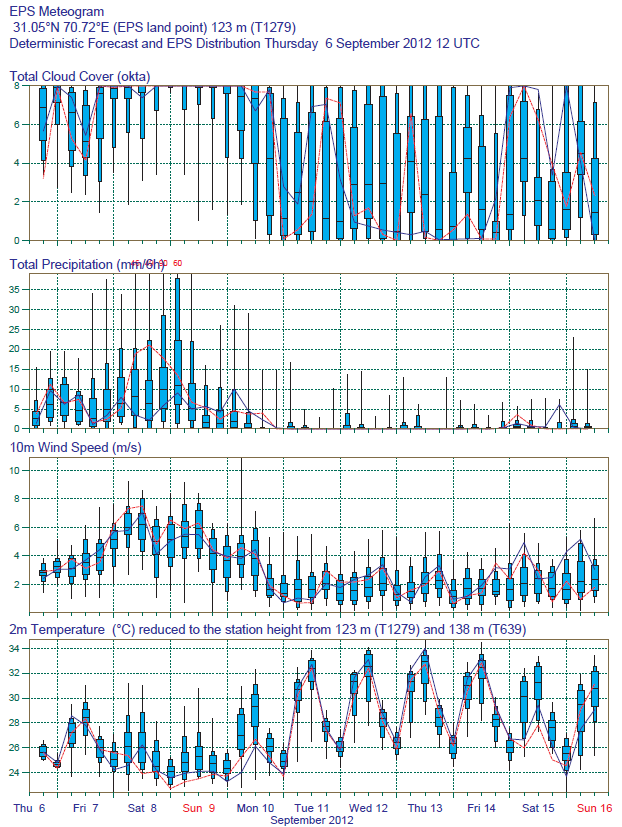 EPS Meteogram
31.05°N 70.72°E (EPS land point) 123 m (T1279)
Deterministic Forecast and EPS Distribution Thursday 6 September 2012 12 UTC
Total Cloud Cover (okta)
8
6
4
2
0
Total Precipitation (mm/6h) 60
35
30
25
20
15
10
5
0
10m Wind Speed (m/s)
10
8
6
4
2
2m Temperature (°C) reduced to the station height from 123 m (T1279) and 138 m (T639)
34
32
30
28
26
24
Thu 6 Fri 7 Sat 8 Sun 9 Mon 10 Tue 11 Wed 12 Thu 13 Fri 14 Sat 15 Sun 16
September 2012